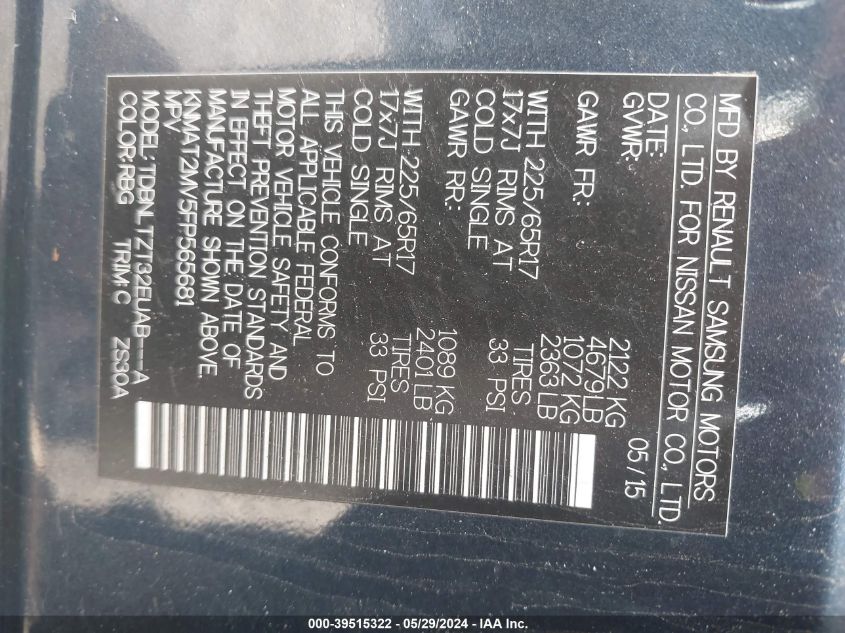 MFD BY RENAULT SAMSUNG MOTORS
CO., LTD. FOR NISSAN MOTOR CO., LTD.
DATE: 05/15
GVWR: 2122 KG
4679LB
GAWR FR: 1072 KG
2363 LB
WITH 225/65R17 TIRES
17x7J RIMS AT 33 PSI
COLD SINGLE
GAWR RR: 1089 KG
2401LB
WITH 225/65R17 TIRES
17x7J RIMS AT 33 PSI
COLD SINGLE
THIS VEHICLE CONFORMS TO
ALL APPLICABLE FEDERAL
MOTOR VEHICLE SAFETY AND
THEFT PREVENTION STANDARDS
IN EFFECT ON THE DATE OF
MANUFACTURE SHOWN ABOVE.
KNMAT2MV5FP565681
MPV
MODEL: TDBNLTZT32EUAB---A
COLOR: RBG TRIM: C ZS30A
000-39515322 - 05/29/2024 - IAA Inc.